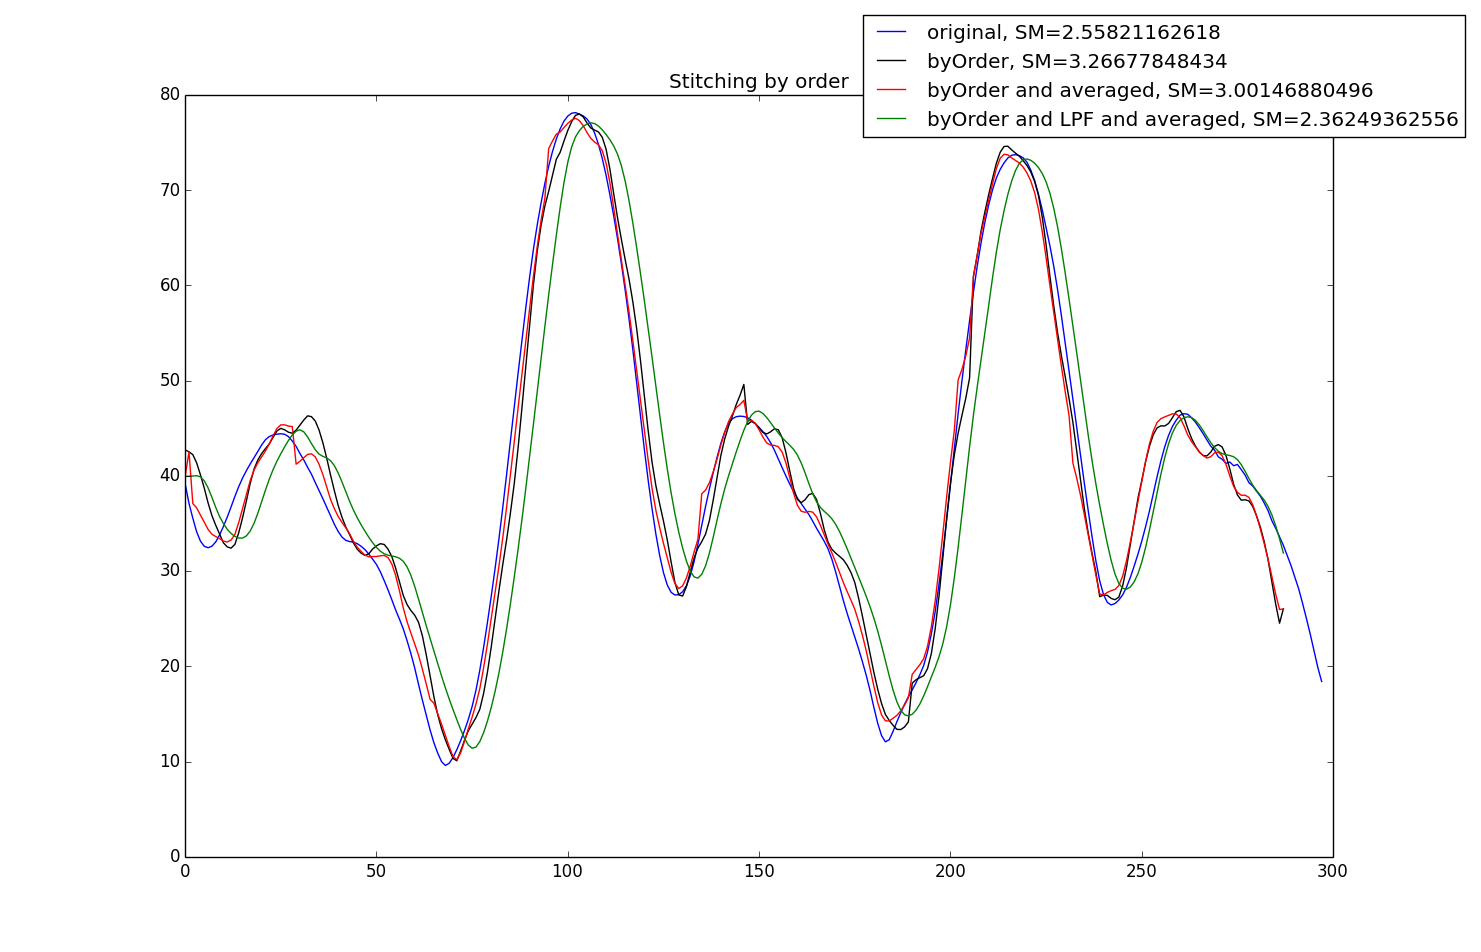 original, SM=2.55821162618
byOrder, SM=3.26677848434
byOrder and averaged, SM=3.00146880496
byOrder and LPF and averaged, SM=2.36249362556
Stitching by order
80
70
60
50
40
30
20
10
0
0 50 100 150 200 250 300